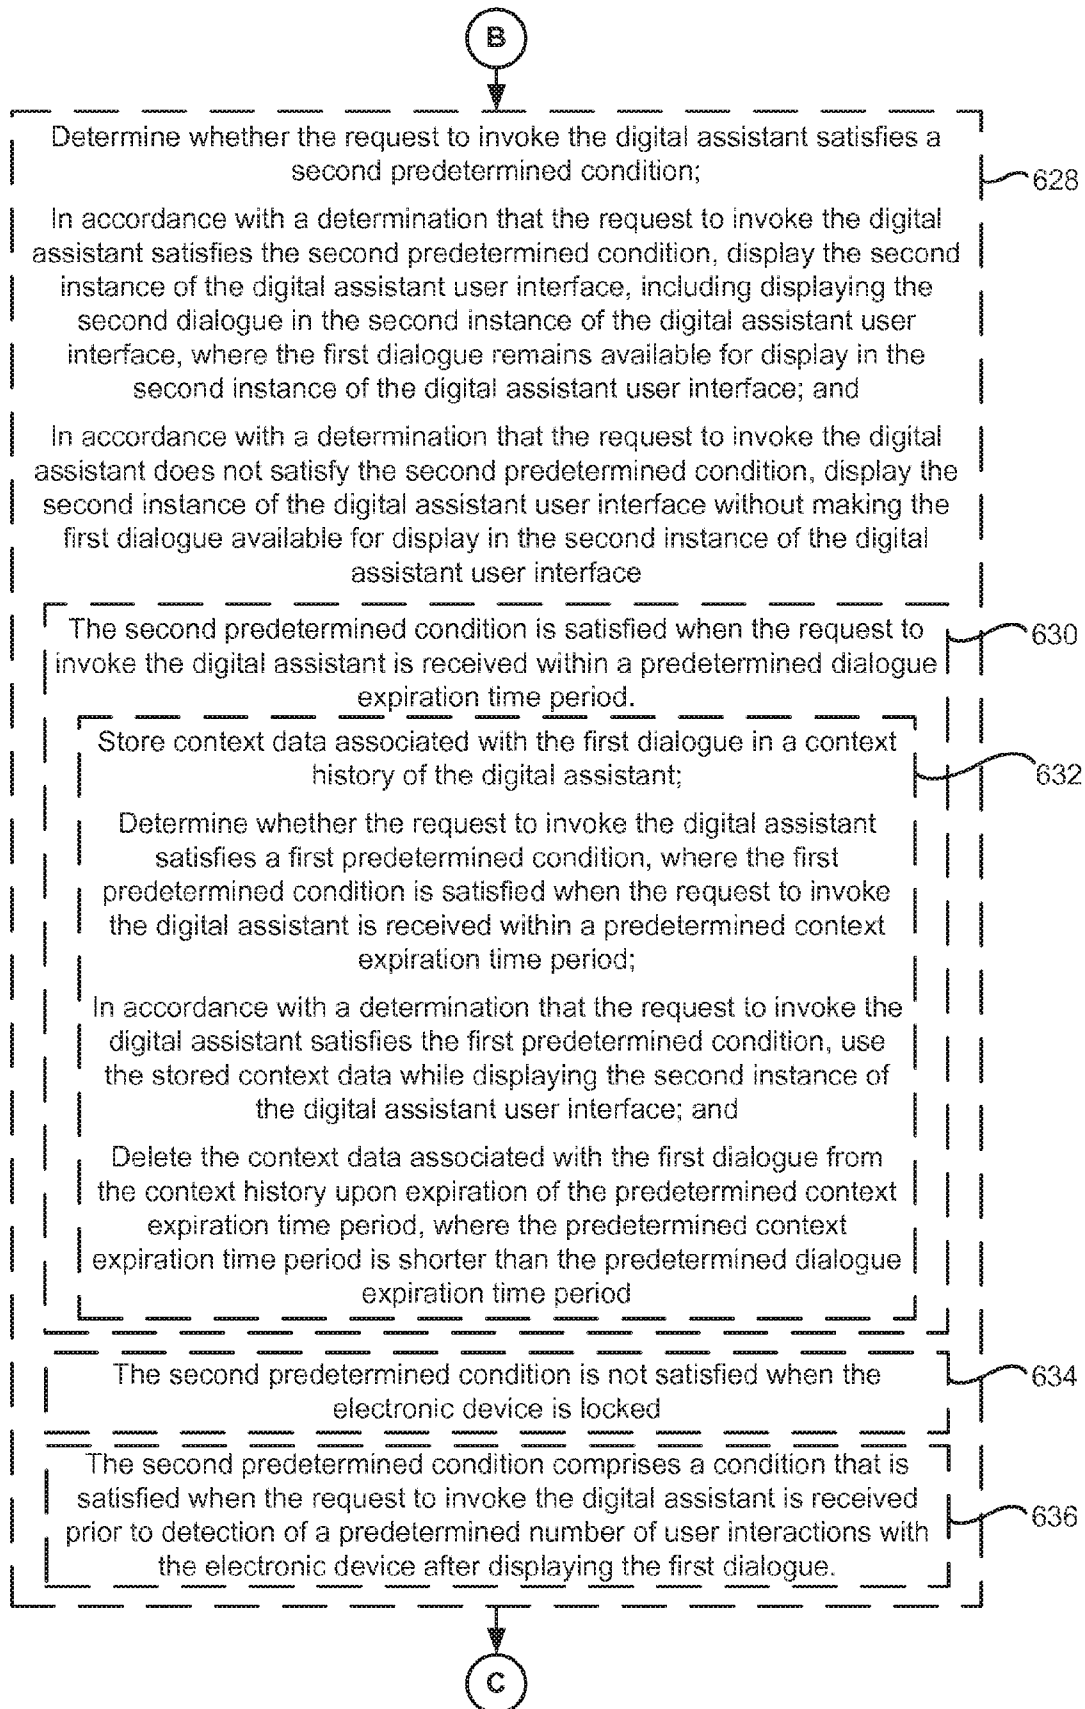 B
Determine whether the request to invoke the digital assistant satisfies a
second predetermined condition;
628
In accordance with a determination that the request to invoke the digital
assistant satisfies the second predetermined condition, display the second
instance of the digital assistant user interface, including displaying the
second dialogue in the second instance of the digital assistant user
interface, where the first dialogue remains available for display in the
second instance of the digital assistant user interface; and
In accordance with a determination that the request to invoke the digital
assistant does not satisfy the second predetermined condition, display the
second instance of the digital assistant user interface without making the
first dialogue available for display in the second instance of the digital
assistant user interface
The second predetermined condition is satisfied when the request to
630
invoke the digital assistant is received within a predetermined dialogue
expiration time period.
Store context data associated with the first dialogue in a context
history of the digital assistant;
632
Determine whether the request to invoke the digital assistant
satisfies a first predetermined condition, where the first
predetermined condition is satisfied when the request to invoke
the digital assistant is received within a predetermined context
expiration time period;
In accordance with a determination that the request to invoke the
digital assistant satisfies the first predetermined condition, use
the stored context data while displaying the second instance of
the digital assistant user interface; and
Delete the context data associated with the first dialogue from
the context history upon expiration of the predetermined context
expiration time period, where the predetermined context
expiration time period is shorter than the predetermined dialogue
expiration time period
The second predetermined condition is not satisfied when the
634
electronic device is locked
The second predetermined condition comprises a condition that is
satisfied when the request to invoke the digital assistant is received
636
prior to detection of a predetermined number of user interactions with
the electronic device after displaying the first dialogue.
C